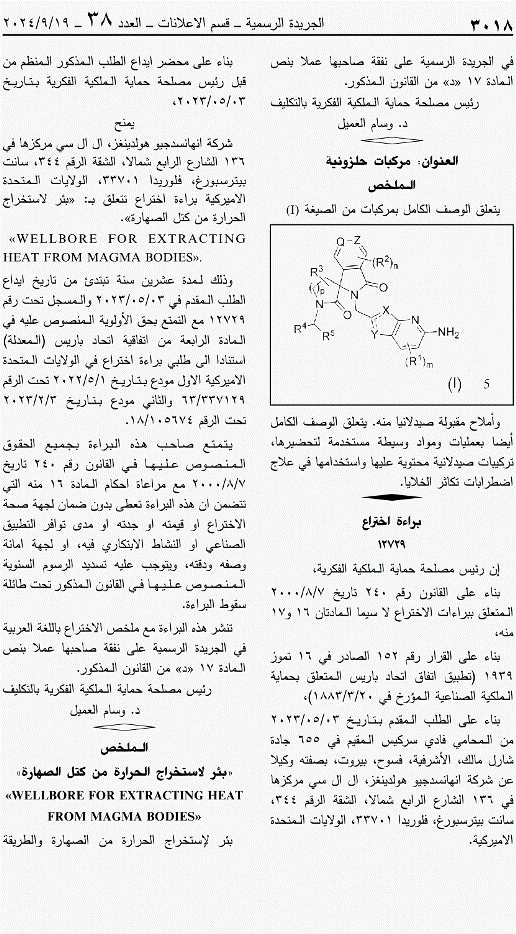 ٣٠١٨
الجريدة الرسمية ـ قسم الاعلانات ـ العدد ٣٨ ـ ٢٠٢٤/٩/١٩
في الجريدة الرسمية على نفقة صاحبها عملا بنص
المادة ١٧ «د» من القانون المذكور.
رئيس مصلحة حماية الملكية الفكرية بالتكليف
د. وسام العميل
العنوان: مركبات حلزونية
الملخص
يتعلق الوصف الكامل بمركبات من الصيغة (I)
Q-Z
(R²)n
R³
( )p
O
N
O
N
R⁴
R⁵
X
Y
N
NH₂
(R¹)m
(I) 5
وأملاح مقبولة صيدلانيا منه. يتعلق الوصف الكامل
أيضا بعمليات ومواد وسيطة مستخدمة لتحضيرها،
تركيبات صيدلانية محتوية عليها واستخدامها في علاج
اضطرابات تكاثر الخلايا.
براءة اختراع
١٢٧٢٩
إن رئيس مصلحة حماية الملكية الفكرية،
بناء على القانون رقم ٢٤٠ تاريخ ٢٠٠٠/٨/٧
المتعلق ببراءات الاختراع لا سيما المادتان ١٦ و١٧
منه،
بناء على القرار رقم ١٥٢ الصادر في ١٦ تموز
١٩٣٩ (تطبيق اتفاق اتحاد باريس المتعلق بحماية
الملكية الصناعية المؤرخ في ١٨٨٣/٣/٢٠)،
بناء على الطلب المقدم بتاريخ ٢٠٢٣/٠٥/٠٣
من المحامي فادي سركيس المقيم في ٦٥٥ جادة
شارل مالك، الأشرفية، فسوح، بيروت، بصفته وكيلا
عن شركة انهانسدجيو هولدينغز، ال ال سي مركزها
في ١٣٦ الشارع الرابع شمالا، الشقة الرقم ٣٤٤،
سانت بيترسبورغ، فلوريدا ٣٣٧٠١، الولايات المتحدة
الاميركية.
بناء على محضر ايداع الطلب المذكور المنظم من
قبل رئيس مصلحة حماية الملكية الفكرية بتاريخ
٢٠٢٣/٠٥/٠٣،
يمنح
شركة انهانسدجيو هولدينغز، ال ال سي مركزها في
١٣٦ الشارع الرابع شمالا، الشقة الرقم ٣٤٤، سانت
بيترسبورغ، فلوريدا ٣٣٧٠١، الولايات المتحدة
الاميركية براءة اختراع تتعلق بـ: «بئر لاستخراج
الحرارة من كتل الصهارة».
«WELLBORE FOR EXTRACTING
HEAT FROM MAGMA BODIES».
وذلك لمدة عشرين سنة تبتدئ من تاريخ ايداع
الطلب المقدم في ٢٠٢٣/٠٥/٠٣ والمسجل تحت رقم
١٢٧٢٩ مع التمتع بحق الأولوية المنصوص عليه في
المادة الرابعة من اتفاقية اتحاد باريس (المعدلة)
استنادا الى طلبي براءة اختراع في الولايات المتحدة
الاميركية الاول مودع بتاريخ ٢٠٢٢/٥/١ تحت الرقم
٦٣/٣٣٧١٢٩ والثاني مودع بتاريخ ٢٠٢٣/٢/٣
تحت الرقم ١٨/١٠٥٦٧٤.
يتمتع صاحب هذه البراءة بجميع الحقوق
المنصوص عليها في القانون رقم ٢٤٠ تاريخ
٢٠٠٠/٨/٧ مع مراعاة احكام المادة ١٦ منه التي
تتضمن ان هذه البراءة تعطى بدون ضمان لجهة صحة
الاختراع او قيمته او جدته او مدى توافر التطبيق
الصناعي او النشاط الابتكاري فيه، او لجهة امانة
وصفه ودقته، ويتوجب عليه تسديد الرسوم السنوية
المنصوص عليها في القانون المذكور تحت طائلة
سقوط البراءة.
تنشر هذه البراءة مع ملخص الاختراع باللغة العربية
في الجريدة الرسمية على نفقة صاحبها عملا بنص
المادة ١٧ «د» من القانون المذكور.
رئيس مصلحة حماية الملكية الفكرية بالتكليف
د. وسام العميل
الملخص
«بئر لاستخراج الحرارة من كتل الصهارة»
«WELLBORE FOR EXTRACTING HEAT
FROM MAGMA BODIES»
بئر لإستخراج الحرارة من الصهارة والطريقة